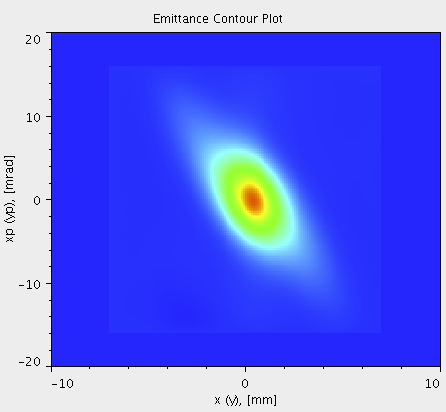 Emittance Contour Plot
20
10
0
-10
-20
xp (yp), [mrad]
-10
0
10
x (y), [mm]